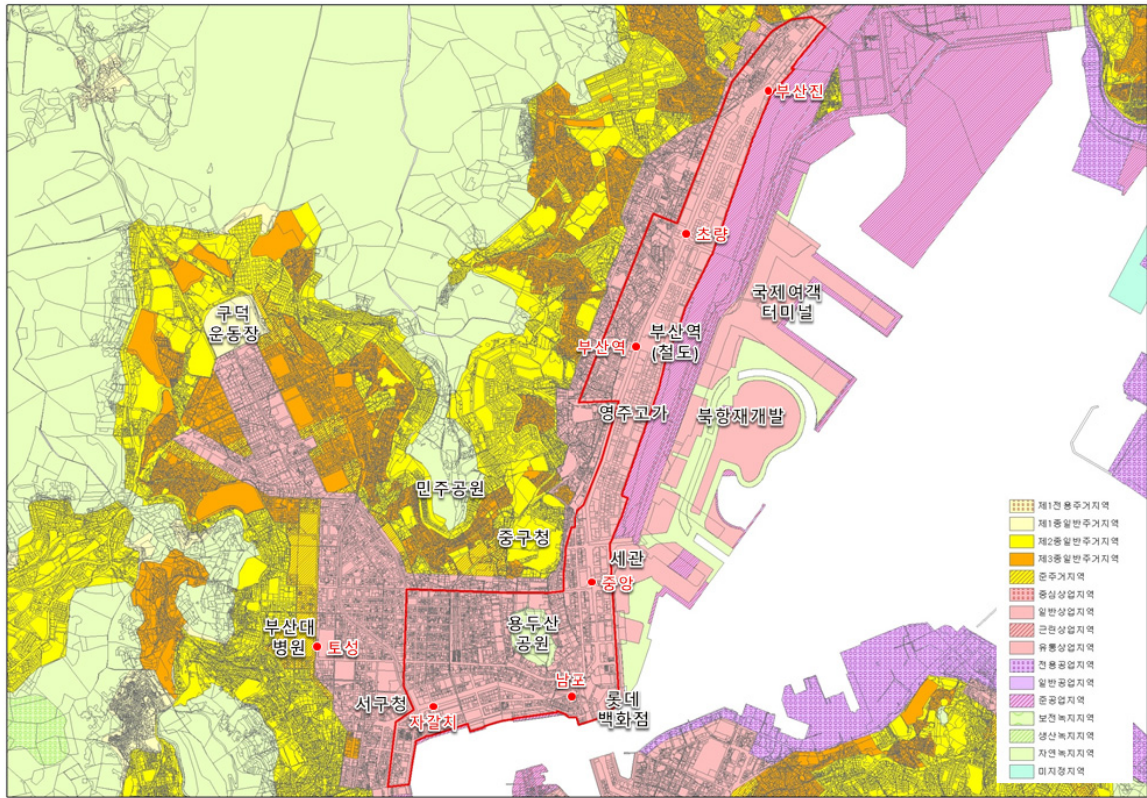 부산진
초량
국제여객
터미널
구덕
운동장
부산역
부산역
(철도)
영주고가
북항재개발
민주공원
중구청
세관
중앙
용두산
공원
부산대
병원
토성
남포
서구청
자갈치
롯데
백화점
제1전용주거지역
제1종일반주거지역
제2종일반주거지역
제3종일반주거지역
준주거지역
중심상업지역
일반상업지역
근린상업지역
유통상업지역
전용공업지역
일반공업지역
준공업지역
보전녹지지역
생산녹지지역
자연녹지지역
미지정지역